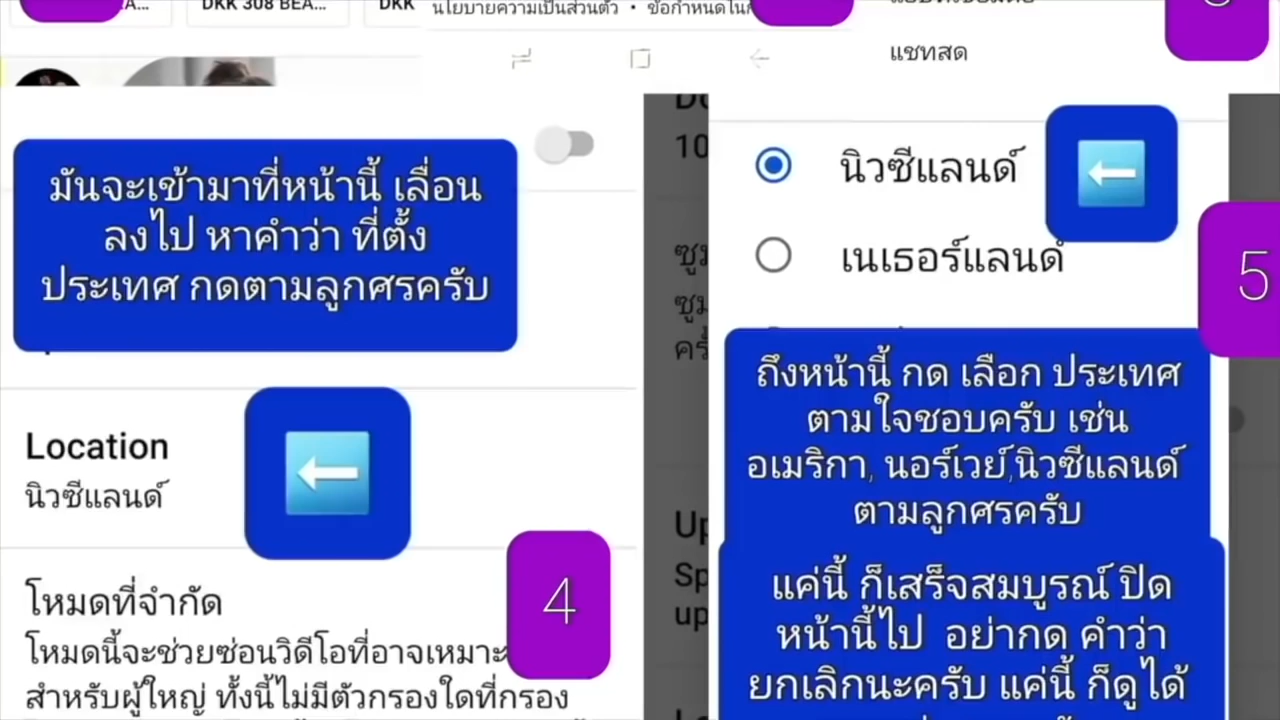 DKK 308 BEA...
DKK
นโยบายความเป็นส่วนตัว • ข้อกำหนดใน
แชทสด
มันจะเข้ามาที่หน้านี้ เลื่อน
ลงไป หาคำว่า ที่ตั้ง
ประเทศ กดตามลูกศรครับ
Location
นิวซีแลนด์
4
โหมดที่จำกัด
โหมดนี้จะช่วยซ่อนวิดีโอที่อาจเหมาะ
สำหรับผู้ใหญ่ ทั้งนี้ไม่มีตัวกรองใดที่กรอง
10
ซูม
ซูม
ครั้
Up
Sp
up
นิวซีแลนด์
เนเธอร์แลนด์
5
ถึงหน้านี้ กด เลือก ประเทศ
ตามใจชอบครับ เช่น
อเมริกา, นอร์เวย์,นิวซีแลนด์
ตามลูกศรครับ
แค่นี้ ก็เสร็จสมบูรณ์ ปิด
หน้านี้ไป อย่ากด คำว่า
ยกเลิกนะครับ แค่นี้ ก็ดูได้